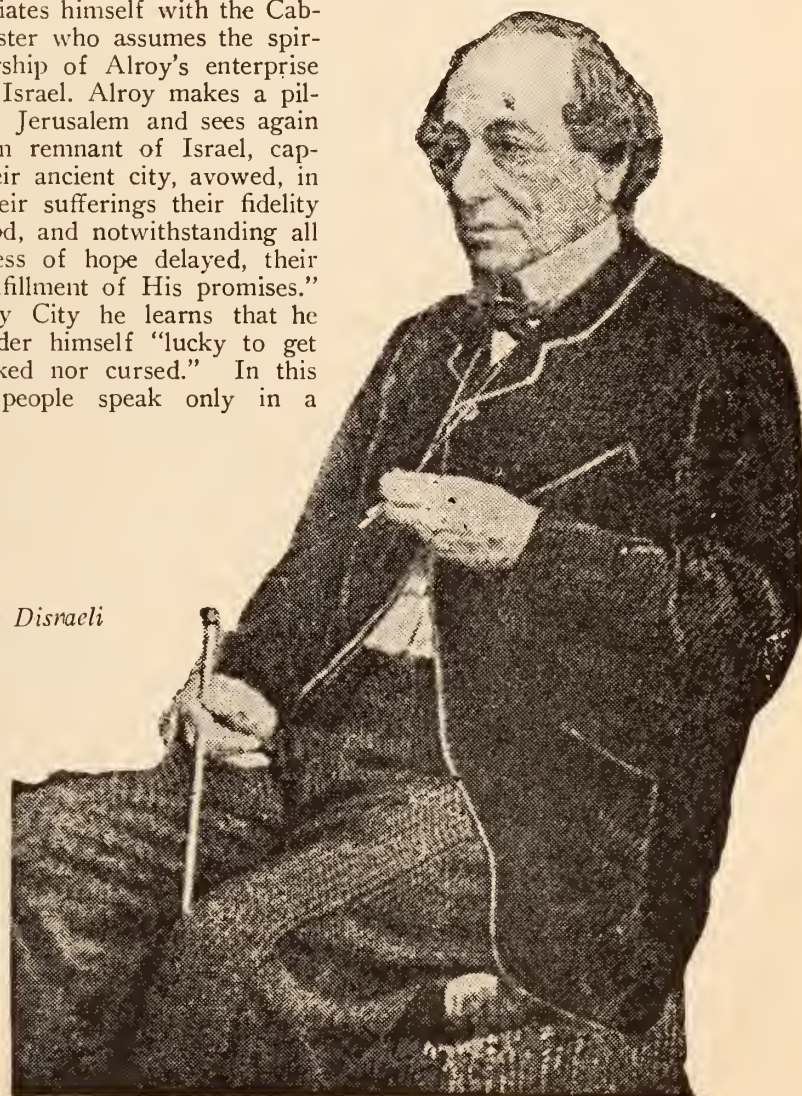 iates himself with the Cab-
ster who assumes the spir-
rship of Alroy's enterprise
Israel. Alroy makes a pil-
Jerusalem and sees again
n remnant of Israel, cap-
eir ancient city, avowed, in
eir sufferings their fidelity
od, and notwithstanding all
ess of hope delayed, their
fillment of His promises."
y City he learns that he
der himself "lucky to get
ked nor cursed." In this
people speak only in a
Disraeli